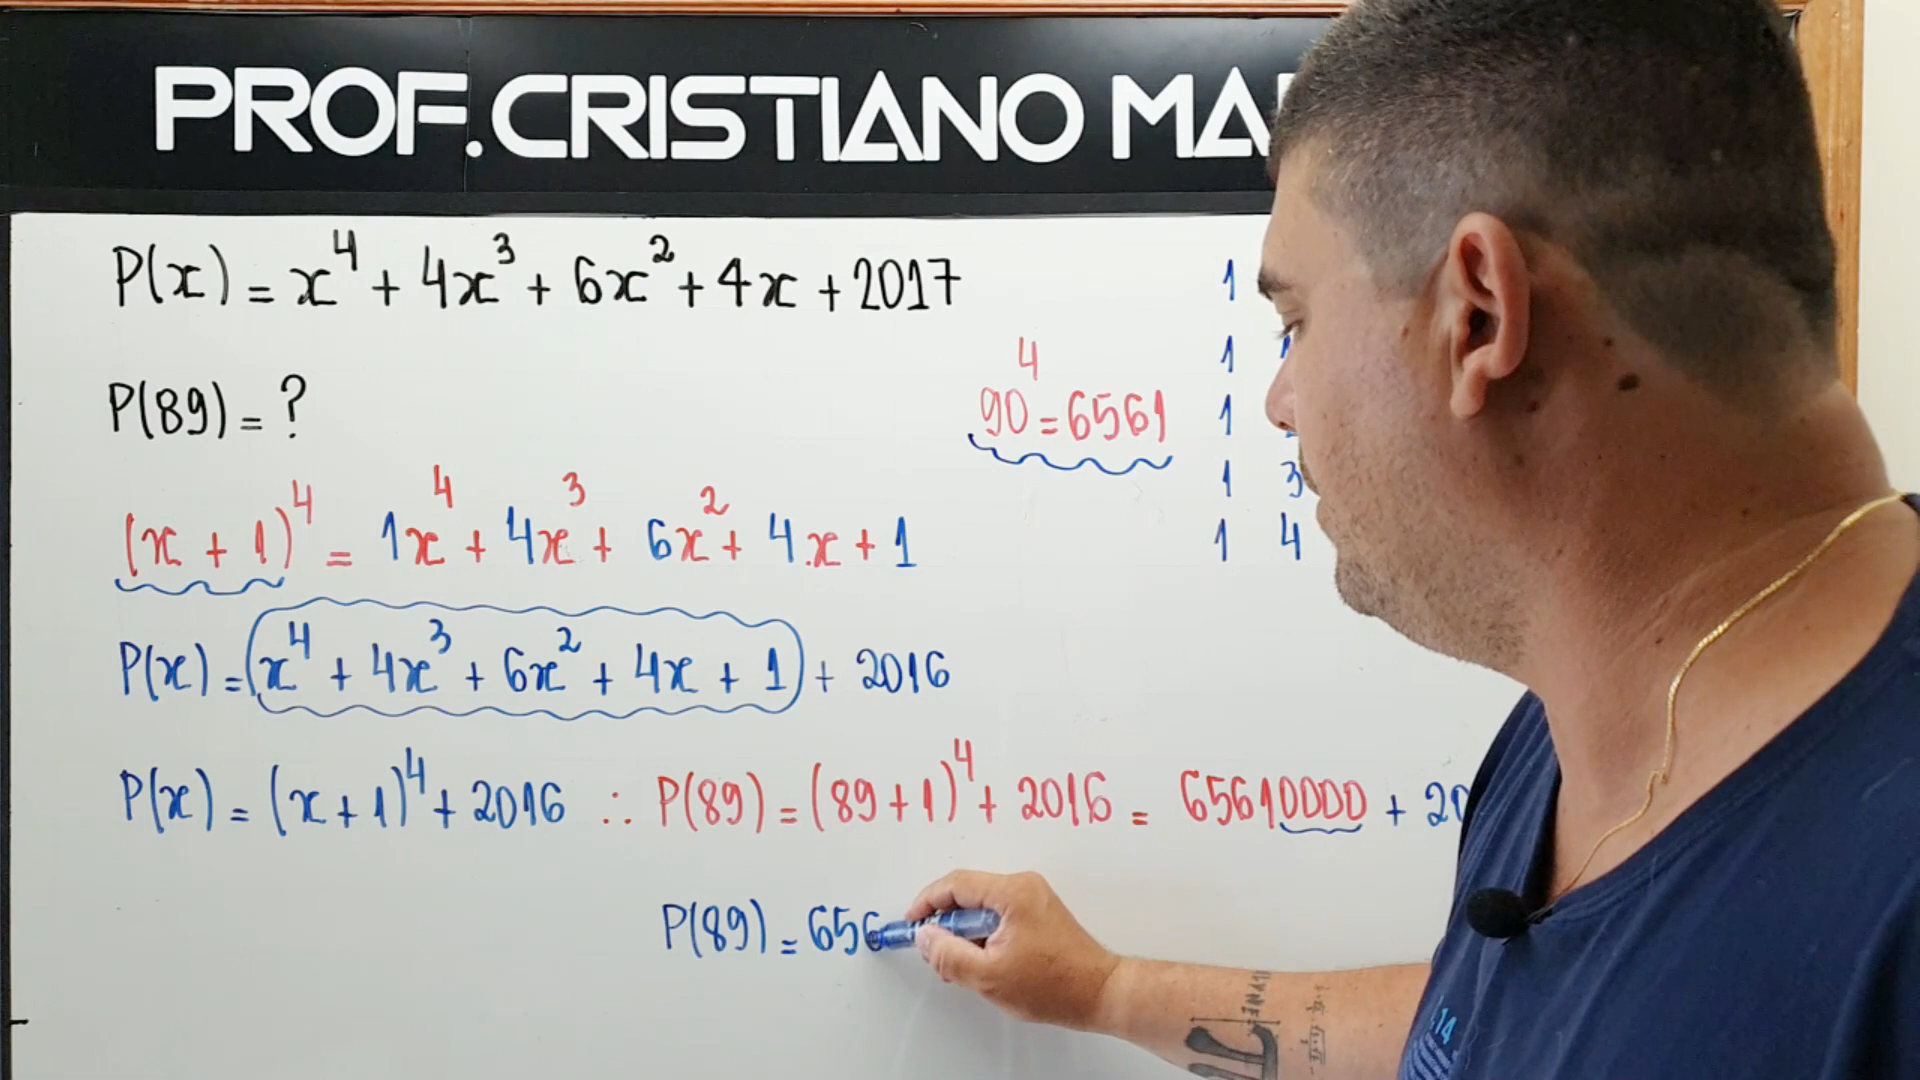 PROF.CRISTIANO MA
P(x) = x⁴ + 4x³ + 6x² + 4x + 2017
P(89) = ?
90⁴ = 6561
(x + 1)⁴ = 1x⁴ + 4x³ + 6x² + 4.x + 1
P(x) = (x⁴ + 4x³ + 6x² + 4x + 1) + 2016
P(x) = (x+1)⁴ + 2016 ∴ P(89) = (89+1)⁴ + 2016 = 65610000 + 20
P(89) = 656
1
1
1
1 3
1 4
14